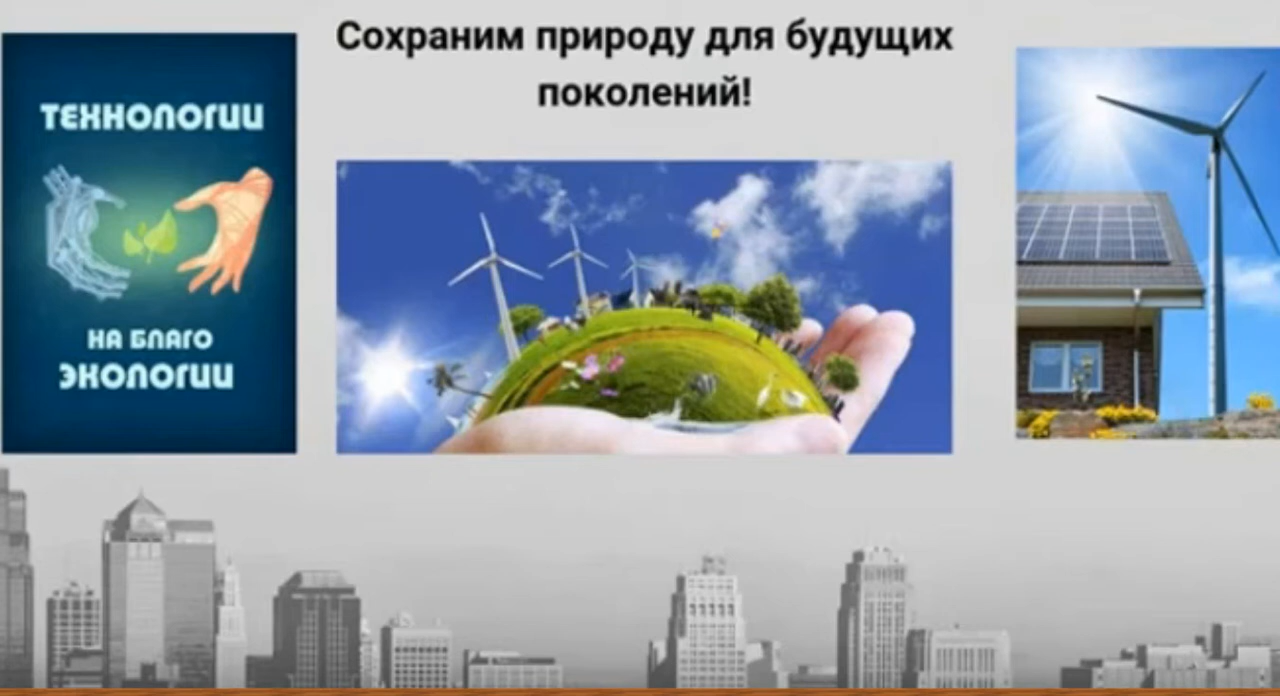 Сохраним природу для будущих
поколений!
ТЕХНОЛОГИИ
НА БЛАГО
ЭКОЛОГИИ